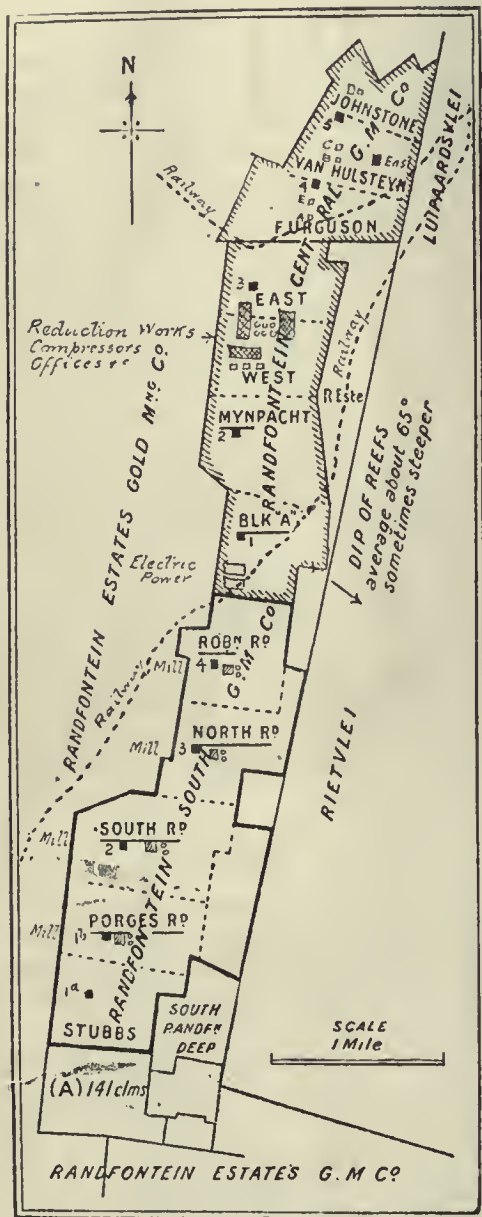 N
JOHNSTONE
5
VAN HULSTEYN
East
4
FURGUSON
LUIPAARDSVLEI
Railway
RANDFONTEIN CENTRAL G. M. Co
3
EAST
Reduction Works
Compressors
Offices &c
WEST
Railway
MYNPACHT
2
R Este
RANDFONTEIN ESTATES GOLD MNG Co.
BLK "A"
1
DIP OF REEFS
average about 65°
sometimes steeper
Electric
Power
ROBN RD
Mill
4
Railway
NORTH RD
Mill
3
RIETVLEI
RANDFONTEIN SOUTH G. M. Co
SOUTH RD
Mill
2
PORGES RD
Mill
1b
1a
STUBBS
SOUTH
RANDFN
DEEP
SCALE
1 Mile
(A) 141 clms
RANDFONTEIN ESTATES G. M Co